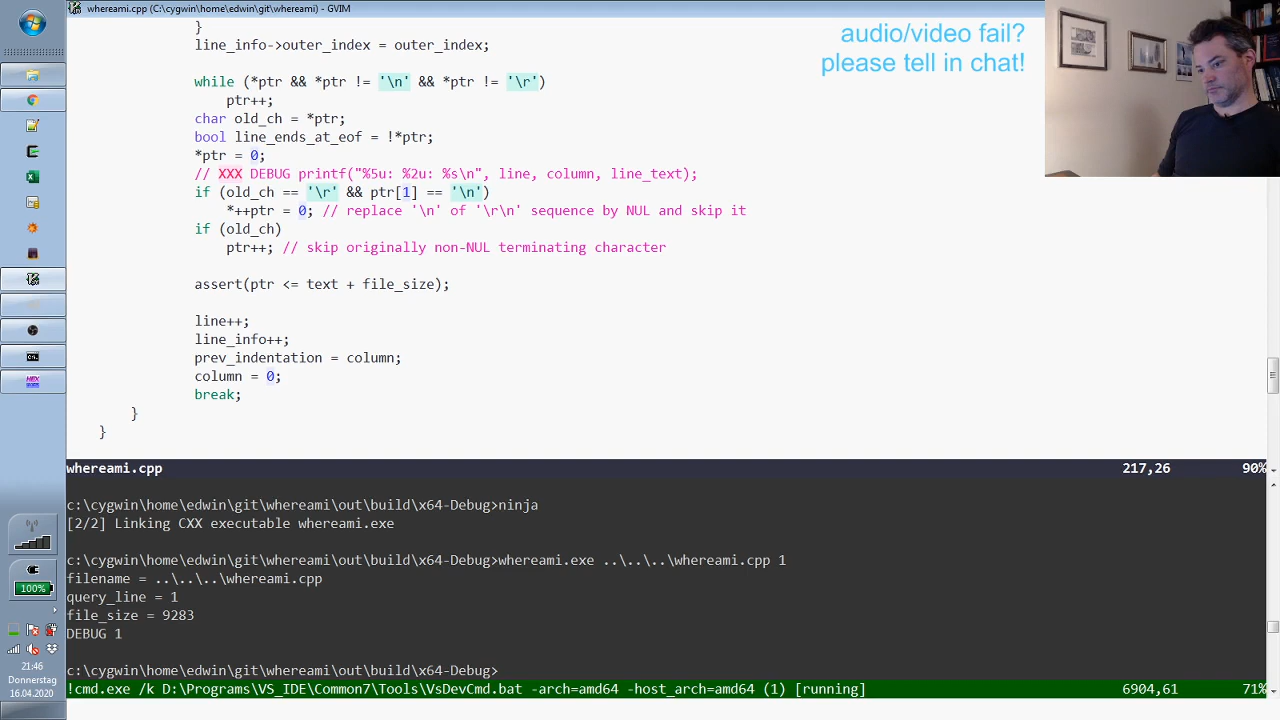 whereami.cpp (C:\cygwin\home\edwin\git\whereami) - GVIM
}
line_info->outer_index = outer_index;
while (*ptr && *ptr != '\n' && *ptr != '\r')
ptr++;
char old_ch = *ptr;
bool line_ends_at_eof = !*ptr;
*ptr = 0;
// XXX DEBUG printf("%5u: %2u: %s\n", line, column, line_text);
if (old_ch == '\r' && ptr[1] == '\n')
*++ptr = 0; // replace '\n' of '\r\n' sequence by NUL and skip it
if (old_ch)
ptr++; // skip originally non-NUL terminating character
assert(ptr <= text + file_size);
line++;
line_info++;
prev_indentation = column;
column = 0;
break;
}
}
audio/video fail?
please tell in chat!
whereami.cpp 217,26 90%
c:\cygwin\home\edwin\git\whereami\out\build\x64-Debug>ninja
[2/2] Linking CXX executable whereami.exe
c:\cygwin\home\edwin\git\whereami\out\build\x64-Debug>whereami.exe ..\..\..\whereami.cpp 1
filename = ..\..\..\whereami.cpp
query_line = 1
file_size = 9283
DEBUG 1
c:\cygwin\home\edwin\git\whereami\out\build\x64-Debug>
!cmd.exe /k D:\Programs\VS_IDE\Common7\Tools\VsDevCmd.bat -arch=amd64 -host_arch=amd64 (1) [running] 6904,61 71%
HEX
100%
21:46
Donnerstag
16.04.2020